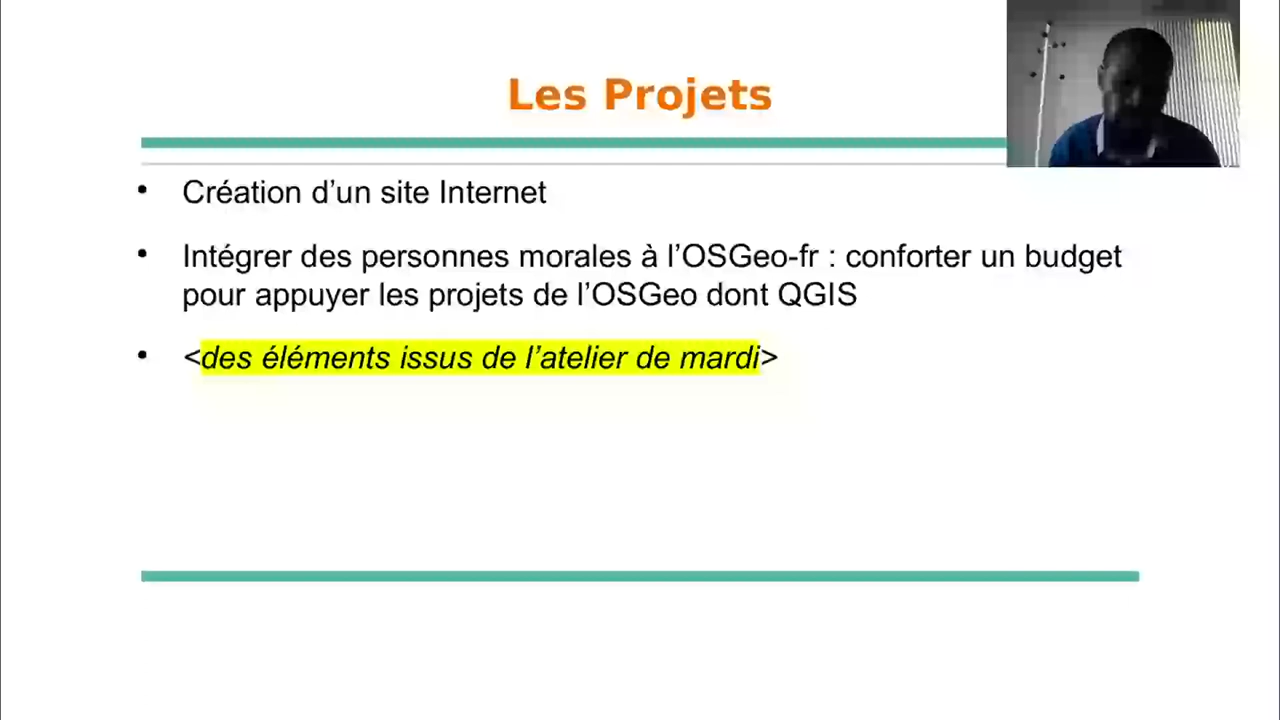 Les Projets
• Création d’un site Internet
• Intégrer des personnes morales à l’OSGeo-fr : conforter un budget
pour appuyer les projets de l’OSGeo dont QGIS
• <des éléments issus de l’atelier de mardi>